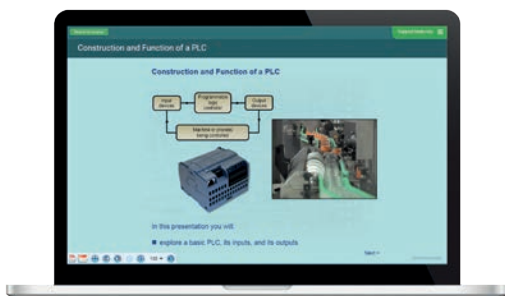 Construction and Function of a PLC
Construction and Function of a PLC
Input
devices
Programmable
logic
controller
Output
devices
Machine or process
being controlled
In this presentation you will:
■ explore a basic PLC, its inputs, and its outputs
Next >